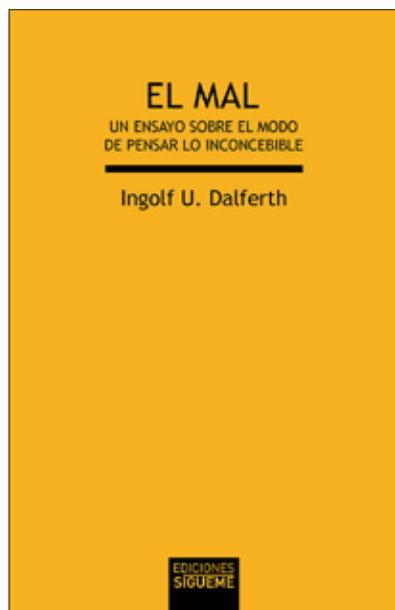 EL MAL
UN ENSAYO SOBRE EL MODO
DE PENSAR LO INCONCEBIBLE
Ingolf U. Dalferth
EDICIONES
SÍGUEME